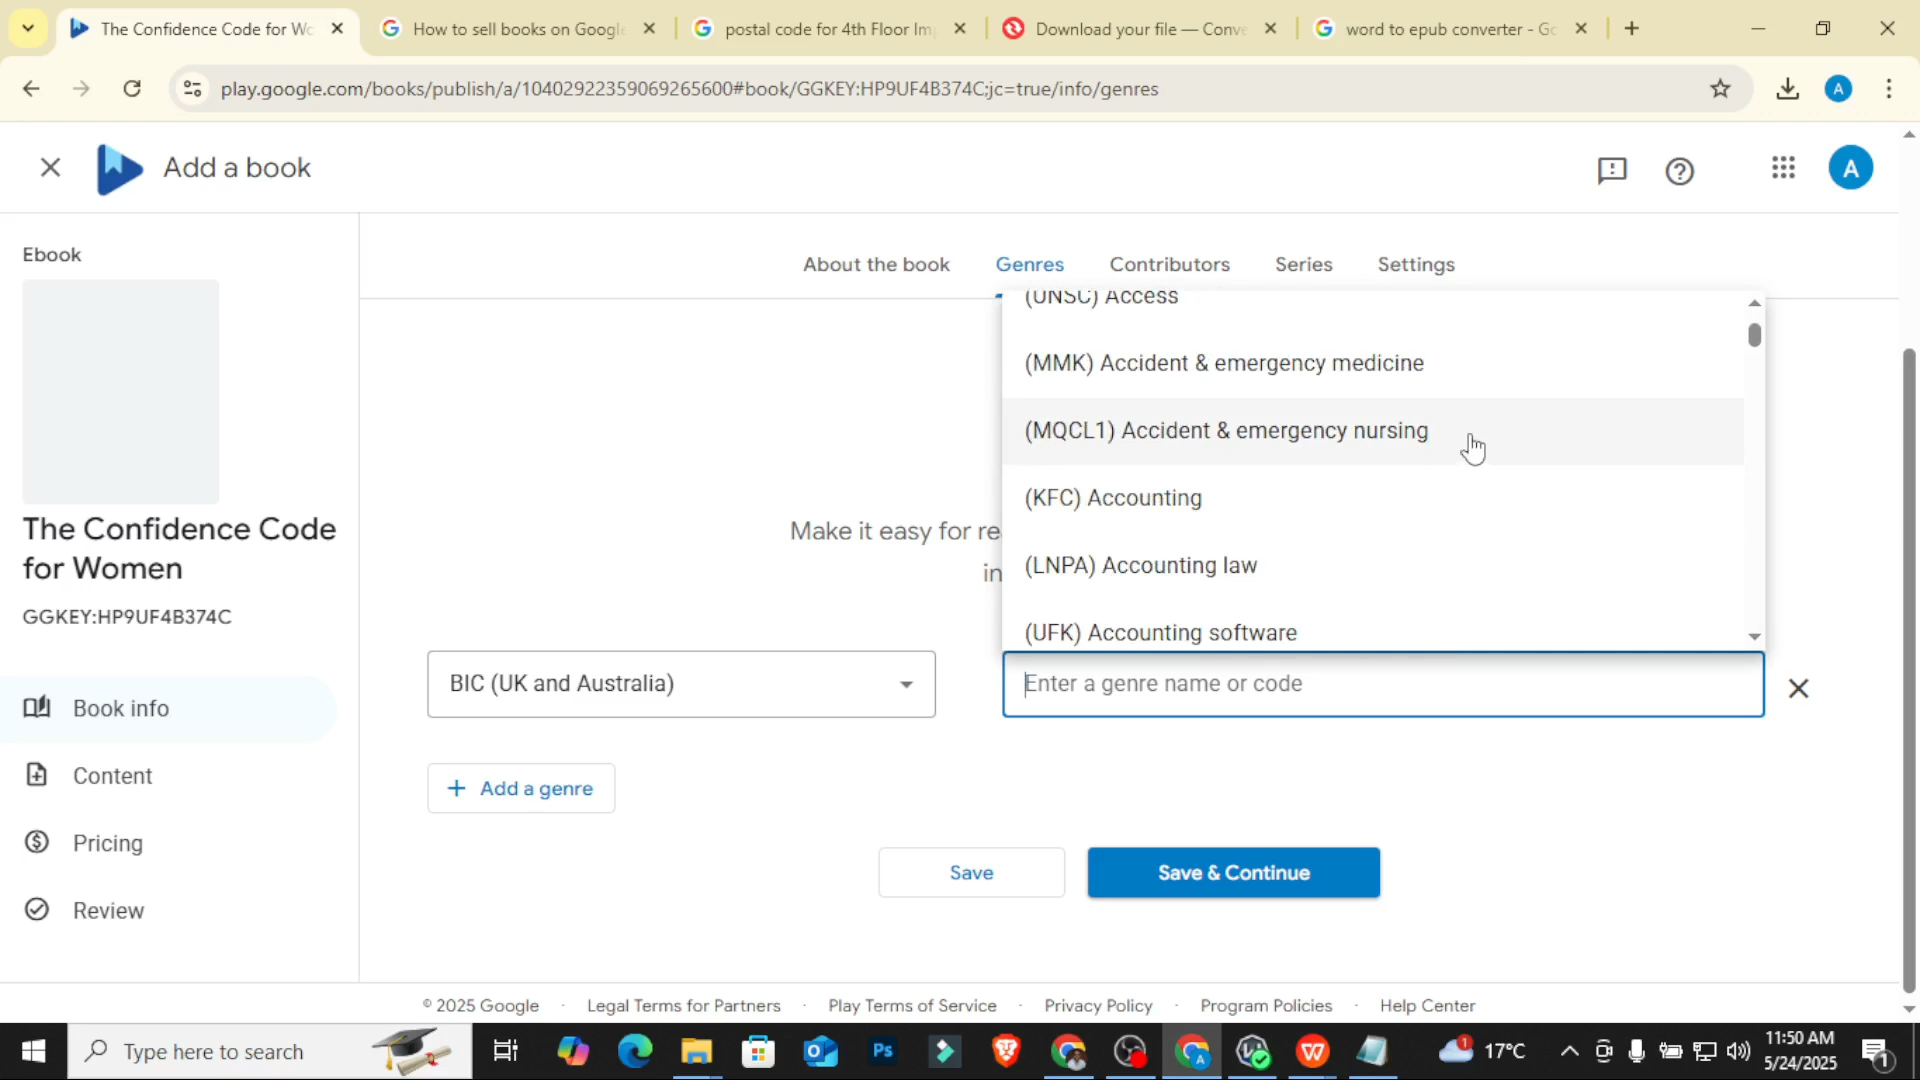 The Confidence Code for Wo
How to sell books on Google
postal code for 4th Floor Im
Download your file — Conve
word to epub converter - Go
play.google.com/books/publish/a/10402922359069265600#book/GGKEY:HP9UF4B374C;jc=true/info/genres
A
Add a book
A
Ebook
About the book
Genres
Contributors
Series
Settings
(UNSC) Access
(MMK) Accident & emergency medicine
(MQCL1) Accident & emergency nursing
(KFC) Accounting
(LNPA) Accounting law
(UFK) Accounting software
The Confidence Code
for Women
GGKEY:HP9UF4B374C
Make it easy for re
in
BIC (UK and Australia)
Enter a genre name or code
Book info
Content
Pricing
Review
+ Add a genre
Save
Save & Continue
© 2025 Google · Legal Terms for Partners · Play Terms of Service · Privacy Policy · Program Policies · Help Center
Type here to search
Ps
A
1
17°C
11:50 AM
5/24/2025
1